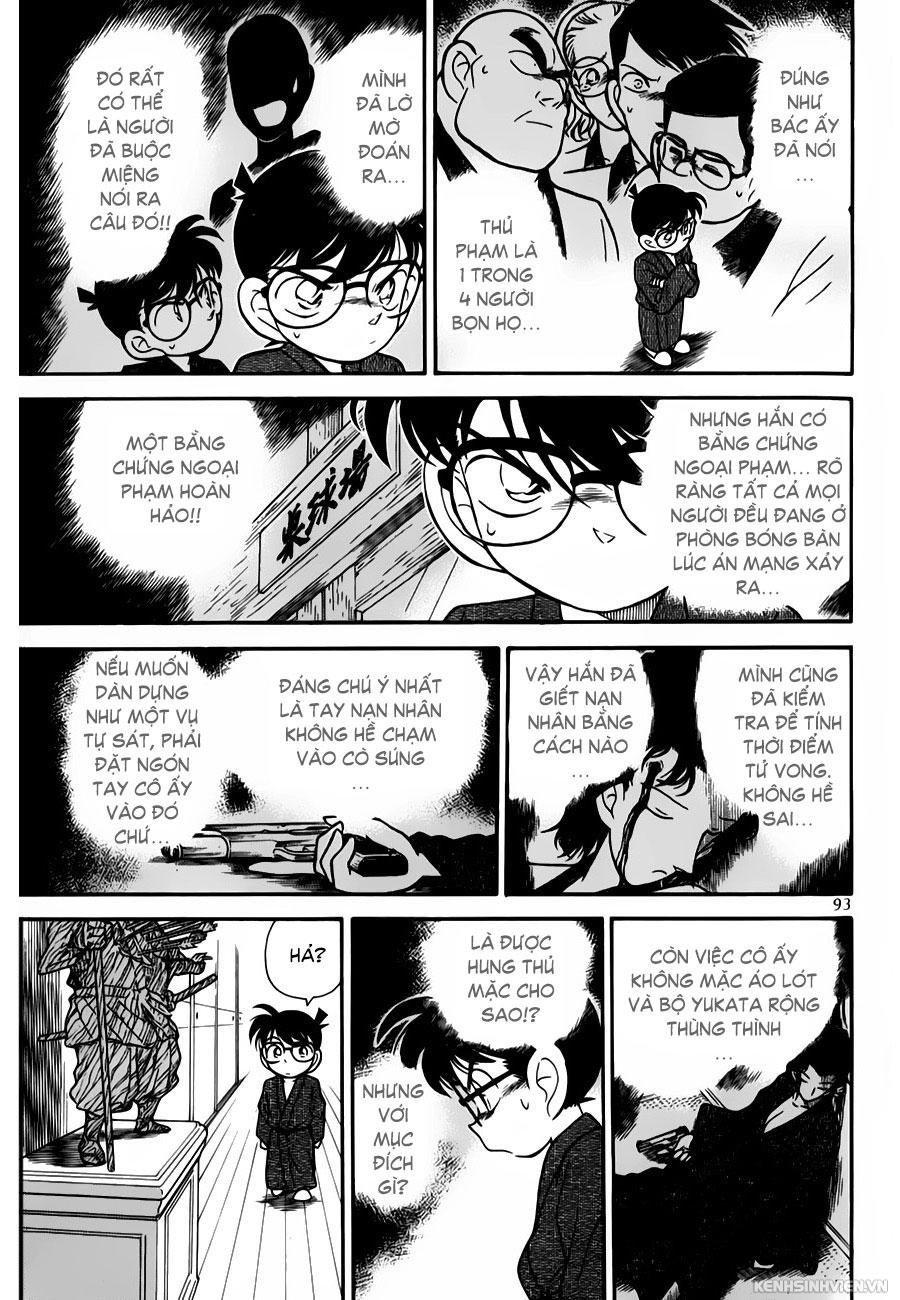 ĐÚNG
NHƯ
BÁC ẤY
ĐÃ NÓI
...
THỦ
PHẠM LÀ
1 TRONG
4 NGƯỜI
BỌN HỌ...
MÌNH
ĐÃ LỜ
MỜ
ĐOÁN
RA...
ĐÓ RẤT
CÓ THỂ
LÀ NGƯỜI
ĐÃ BUỘC
MIỆNG
NÓI RA
CÂU ĐÓ!!
NHƯNG HẮN CÓ
BẰNG CHỨNG
NGOẠI PHẠM... RÕ
RÀNG TẤT CẢ MỌI
NGƯỜI ĐỀU ĐANG Ở
PHÒNG BÓNG BÀN
LÚC ÁN MẠNG XẢY
RA...
卓球場
MỘT BẰNG
CHỨNG NGOẠI
PHẠM HOÀN
HẢO!!
MÌNH CŨNG
ĐÃ KIỂM
TRA ĐỂ TÍNH
THỜI ĐIỂM
TỬ VONG.
KHÔNG HỀ
SAI...
VẬY HẮN ĐÃ
GIẾT NẠN
NHÂN BẰNG
CÁCH NÀO
...
ĐÁNG CHÚ Ý NHẤT
LÀ TAY NẠN NHÂN
KHÔNG HỀ CHẠM
VÀO CÒ SÚNG
...
NẾU MUỐN
DÀN DỰNG
NHƯ MỘT VỤ
TỰ SÁT, PHẢI
ĐẶT NGÓN
TAY CÔ ẤY
VÀO ĐÓ
CHỨ...
93
CÒN VIỆC CÔ ẤY
KHÔNG MẶC ÁO LÓT
VÀ BỘ YUKATA RỘNG
THÙNG THÌNH
...
LÀ ĐƯỢC
HUNG THỦ
MẶC CHO
SAO!?
NHƯNG
VỚI
MỤC
ĐÍCH
GÌ?
HẢ?
KENHSINHVIEN.VN